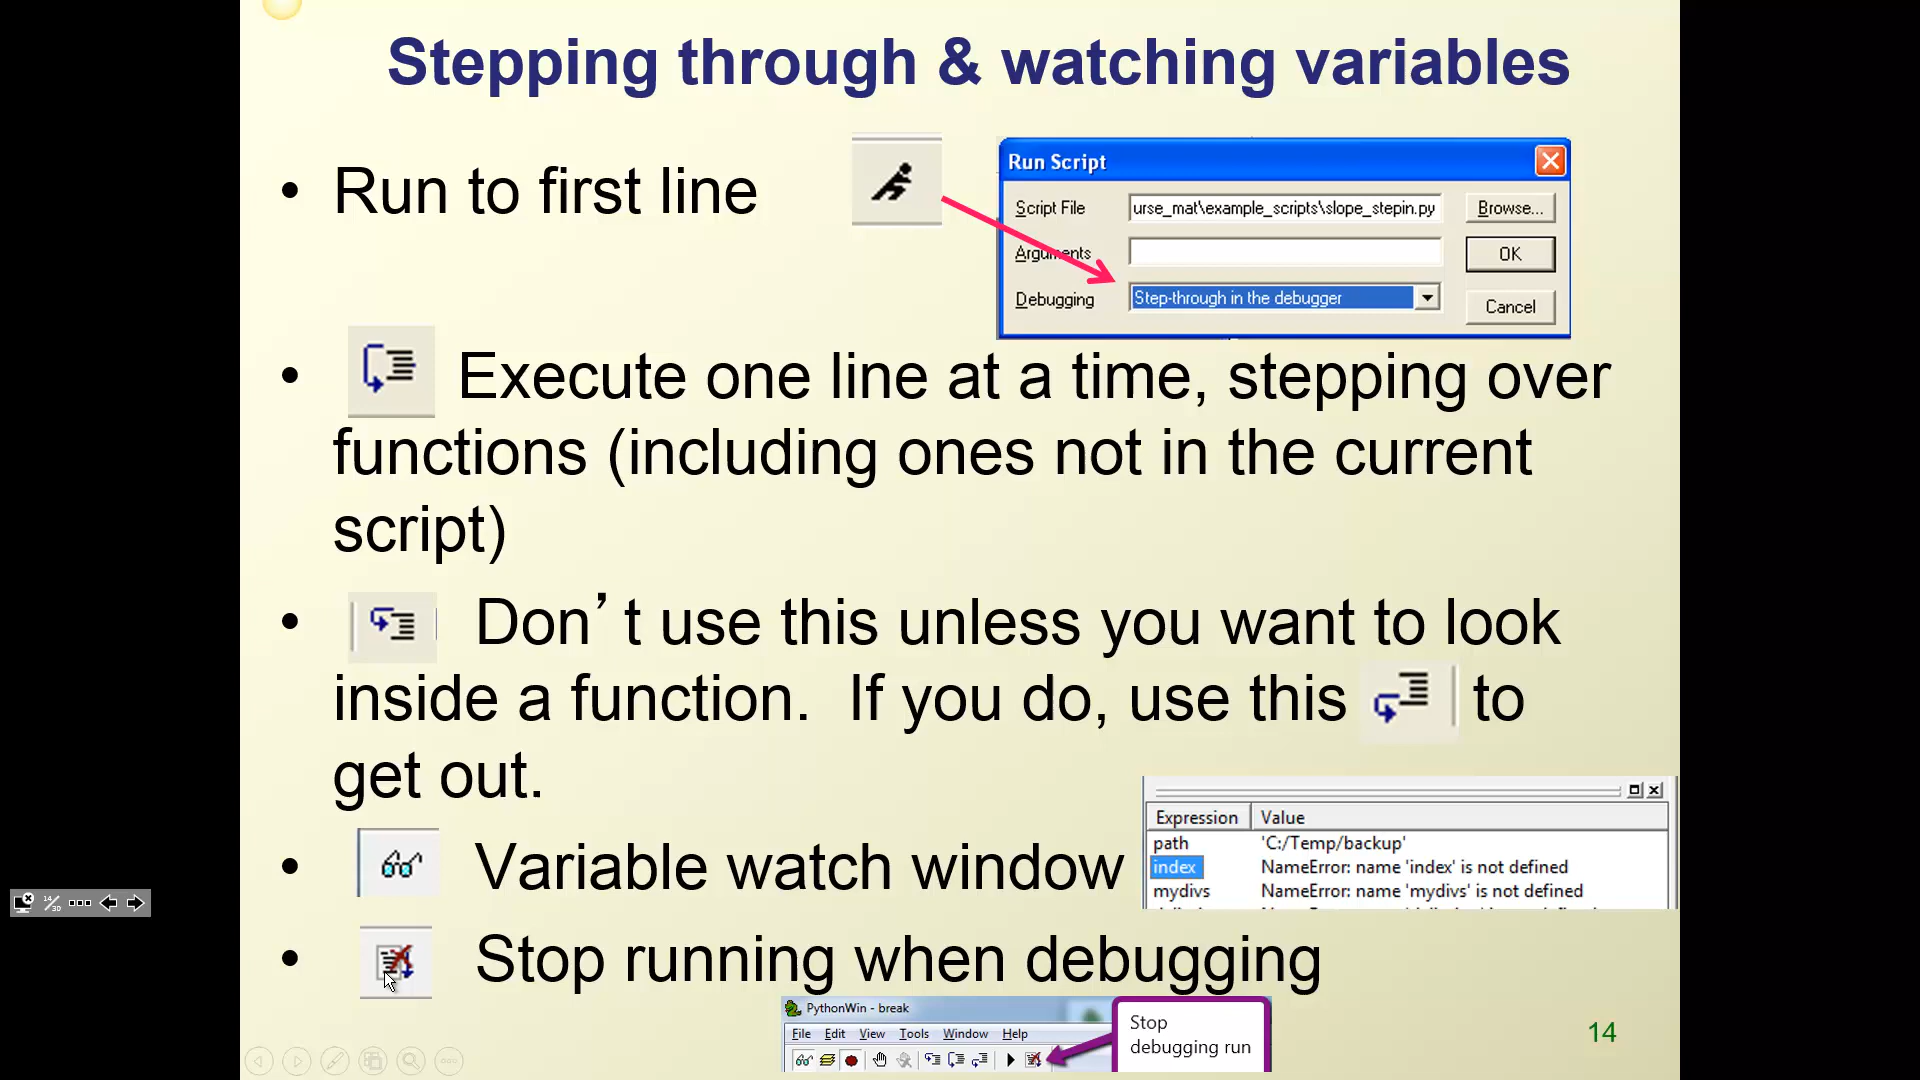 Stepping through & watching variables
• Run to first line
Run Script
Script File
urse_mat\example_scripts\slope_stepin.py
Browse...
Arguments
OK
Debugging
Step-through in the debugger
Cancel
• Execute one line at a time, stepping over
functions (including ones not in the current
script)
• Don’t use this unless you want to look
inside a function. If you do, use this to
get out.
• Variable watch window
Expression Value
path 'C:/Temp/backup'
index NameError: name 'index' is not defined
mydivs NameError: name 'mydivs' is not defined
• Stop running when debugging
PythonWin - break
File Edit View Tools Window Help
Stop
debugging run
14
14/30